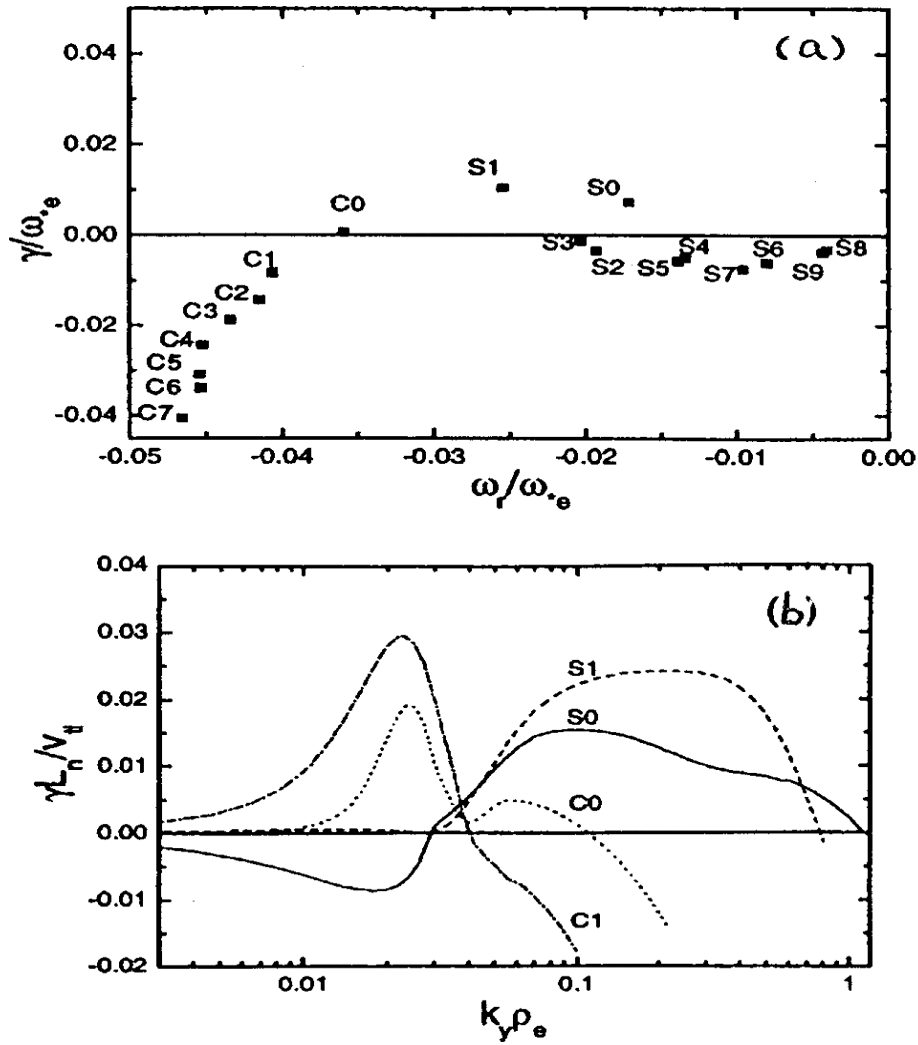 (a)
0.04
0.02
0.00
-0.02
-0.04
γ/ω*e
S1
S0
C0
S3
S2
S5
S4
S7
S6
S9
S8
C1
C2
C3
C4
C5
C6
C7
-0.05
-0.04
-0.03
-0.02
-0.01
0.00
ωr/ω*e
(b)
0.04
0.03
0.02
0.01
0.00
-0.01
-0.02
γLn/Vti
S1
S0
C0
C1
0.01
0.1
1
kyρe